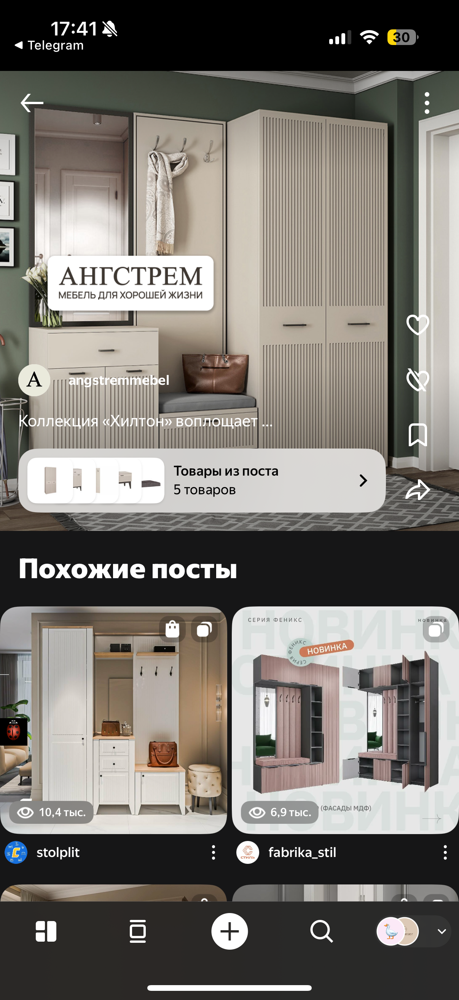 17:41
Telegram
30
АНГСТРЕМ
МЕБЕЛЬ ДЛЯ ХОРОШЕЙ ЖИЗНИ
A
angstremmebel
Коллекция «Хилтон» воплощает ...
Товары из поста
5 товаров
Похожие посты
СЕРИЯ ФЕНИКС
новинка
НОВИНКА
СЕРИЯ ФЕНИКС
10,4 тыс.
6,9 тыс.
(ФАСАДЫ МДФ)
stolplit
СТИЛЬ
fabrika_stil